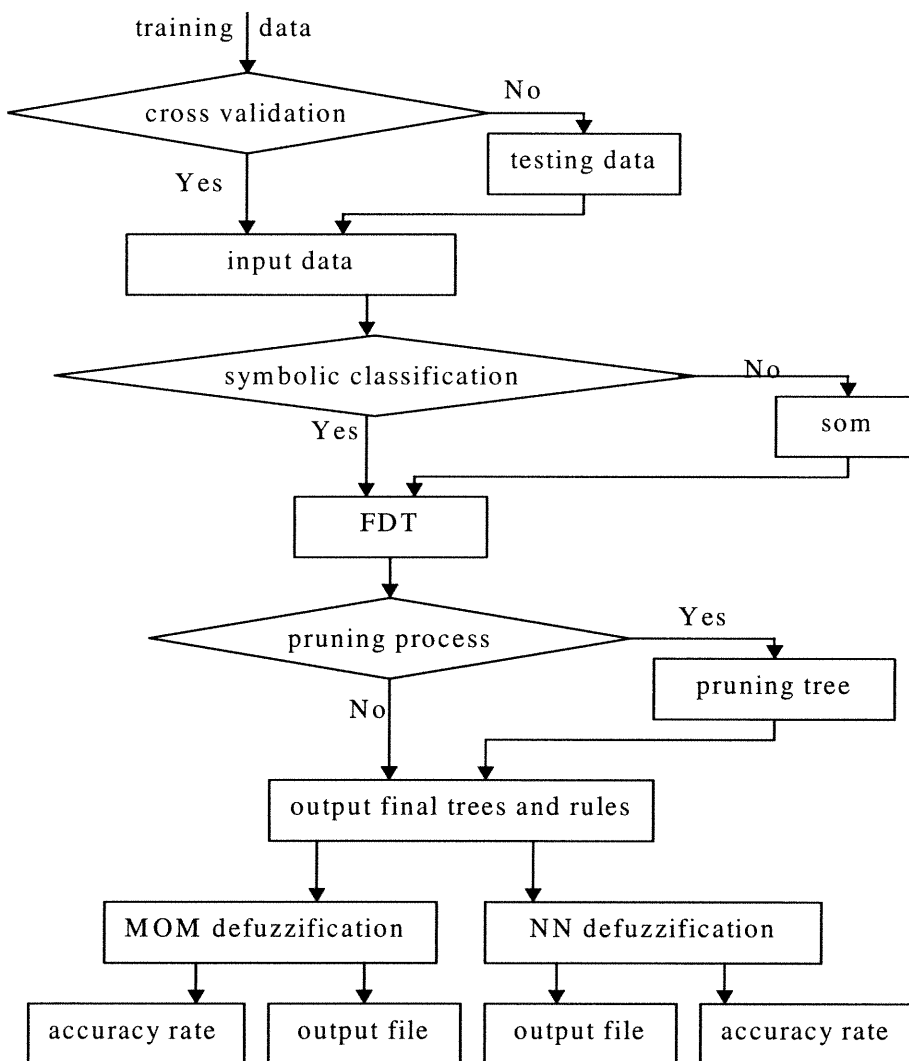 training data
cross validation
No
testing data
Yes
input data
symbolic classification
No
Yes
som
FDT
pruning process
Yes
pruning tree
No
output final trees and rules
MOM defuzzification
NN defuzzification
accuracy rate
output file
output file
accuracy rate